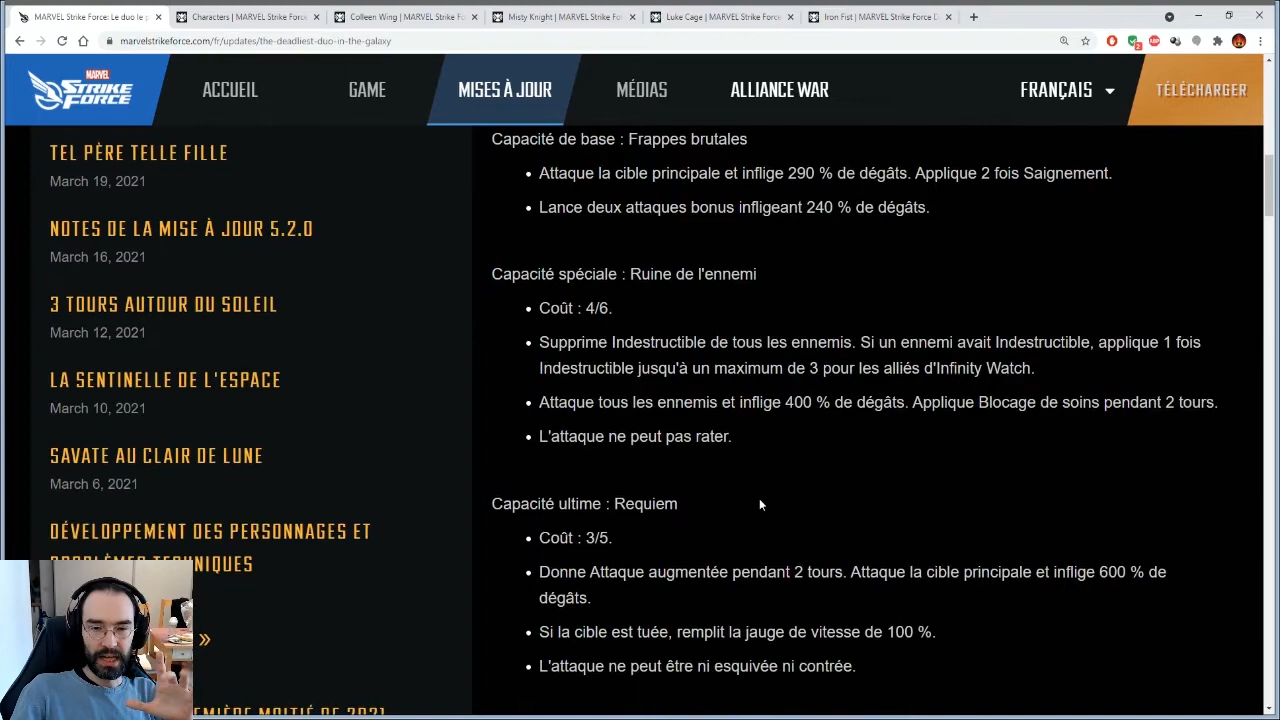 MARVEL Strike Force: Le duo le p
Characters | MARVEL Strike Force
Colleen Wing | MARVEL Strike Fo
Misty Knight | MARVEL Strike For
Luke Cage | MARVEL Strike Force
Iron Fist | MARVEL Strike Force D
marvelstrikeforce.com/fr/updates/the-deadliest-duo-in-the-galaxy
MARVEL
STRIKE
FORCE
ACCUEIL
GAME
MISES À JOUR
MÉDIAS
ALLIANCE WAR
FRANÇAIS
TÉLÉCHARGER
TEL PÈRE TELLE FILLE
March 19, 2021
NOTES DE LA MISE À JOUR 5.2.0
March 16, 2021
3 TOURS AUTOUR DU SOLEIL
March 12, 2021
LA SENTINELLE DE L'ESPACE
March 10, 2021
SAVATE AU CLAIR DE LUNE
March 6, 2021
DÉVELOPPEMENT DES PERSONNAGES ET
PROBLÈMES TECHNIQUES
»
PREMIÈRE MOITIÉ DE 2021
Capacité de base : Frappes brutales
• Attaque la cible principale et inflige 290 % de dégâts. Applique 2 fois Saignement.
• Lance deux attaques bonus infligeant 240 % de dégâts.
Capacité spéciale : Ruine de l'ennemi
• Coût : 4/6.
• Supprime Indestructible de tous les ennemis. Si un ennemi avait Indestructible, applique 1 fois
Indestructible jusqu'à un maximum de 3 pour les alliés d'Infinity Watch.
• Attaque tous les ennemis et inflige 400 % de dégâts. Applique Blocage de soins pendant 2 tours.
• L'attaque ne peut pas rater.
Capacité ultime : Requiem
• Coût : 3/5.
• Donne Attaque augmentée pendant 2 tours. Attaque la cible principale et inflige 600 % de
dégâts.
• Si la cible est tuée, remplit la jauge de vitesse de 100 %.
• L'attaque ne peut être ni esquivée ni contrée.